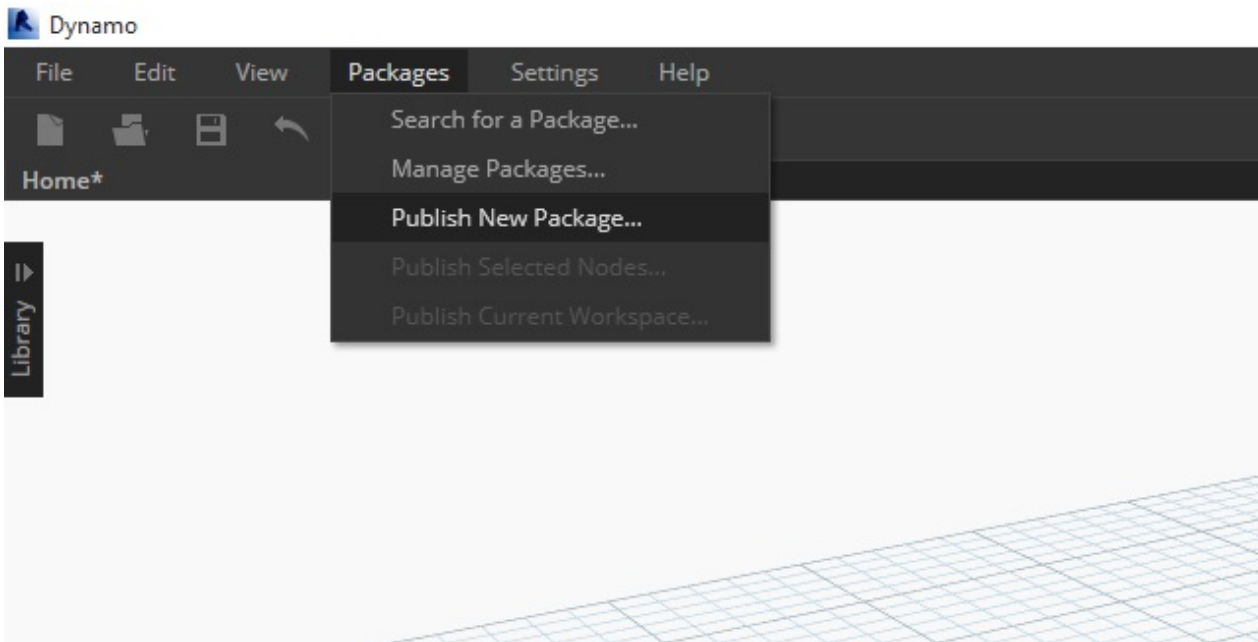 Dynamo
File Edit View Packages Settings Help
Search for a Package...
Manage Packages...
Home*
Publish New Package...
Publish Selected Nodes...
Publish Current Workspace...
Library